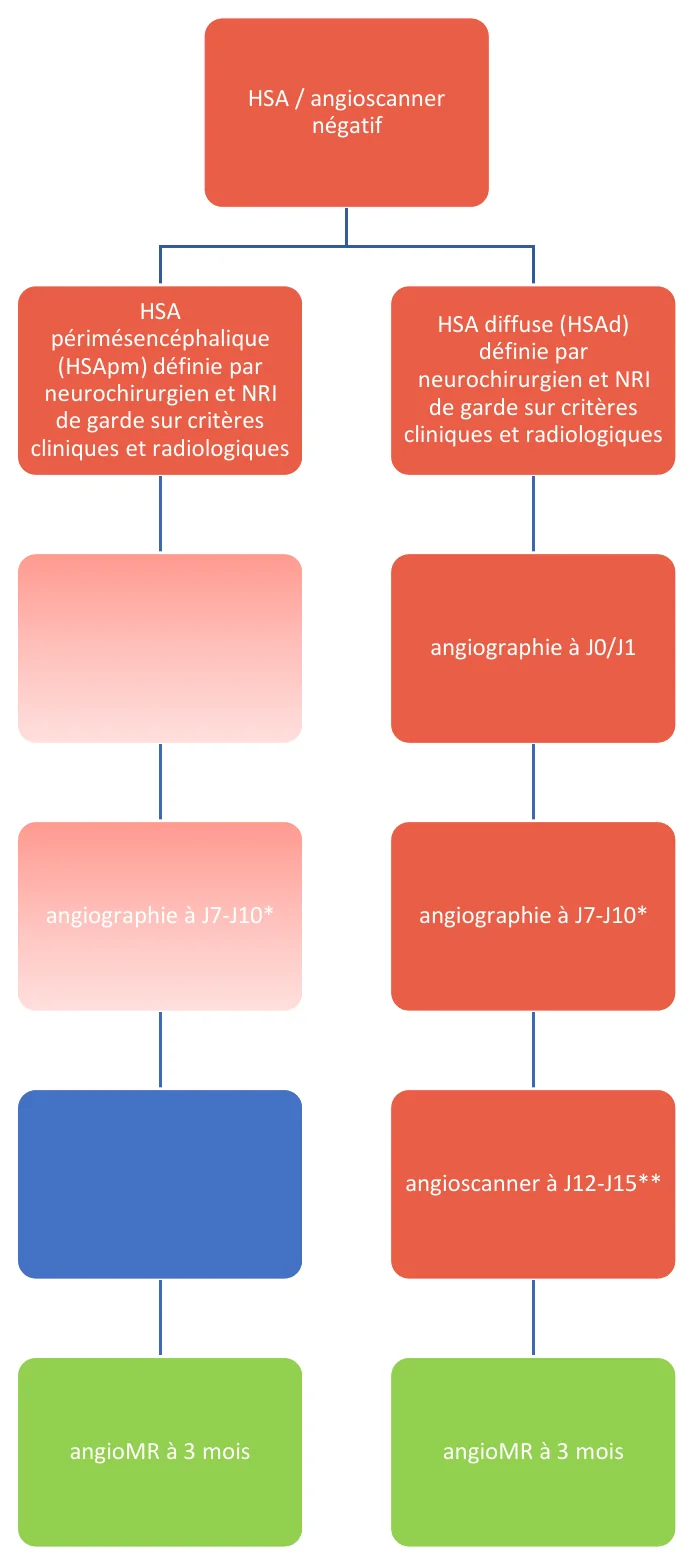 HSA / angioscanner
négatif
HSA
périmésencéphalique
(HSApm) définie par
neurochirurgien et NRI
de garde sur critères
cliniques et radiologiques
HSA diffuse (HSAd)
définie par
neurochirurgien et NRI
de garde sur critères
cliniques et radiologiques
angiographie à J0/J1
angiographie à J7-J10*
angiographie à J7-J10*
angioscanner à J12-J15**
angioMR à 3 mois
angioMR à 3 mois